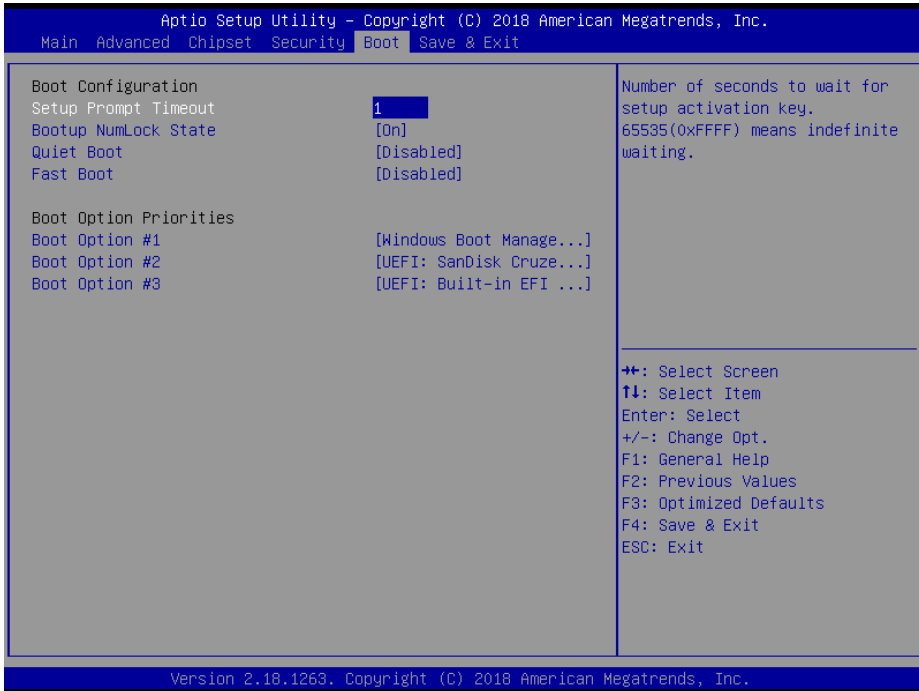 Aptio Setup Utility – Copyright (C) 2018 American Megatrends, Inc.
Main Advanced Chipset Security Boot Save & Exit
Boot Configuration
Setup Prompt Timeout 1
Bootup NumLock State [On]
Quiet Boot [Disabled]
Fast Boot [Disabled]
Boot Option Priorities
Boot Option #1 [Windows Boot Manage...]
Boot Option #2 [UEFI: SanDisk Cruze...]
Boot Option #3 [UEFI: Built-in EFI ...]
Number of seconds to wait for
setup activation key.
65535(0xFFFF) means indefinite
waiting.
→←: Select Screen
↑↓: Select Item
Enter: Select
+/-: Change Opt.
F1: General Help
F2: Previous Values
F3: Optimized Defaults
F4: Save & Exit
ESC: Exit
Version 2.18.1263. Copyright (C) 2018 American Megatrends, Inc.